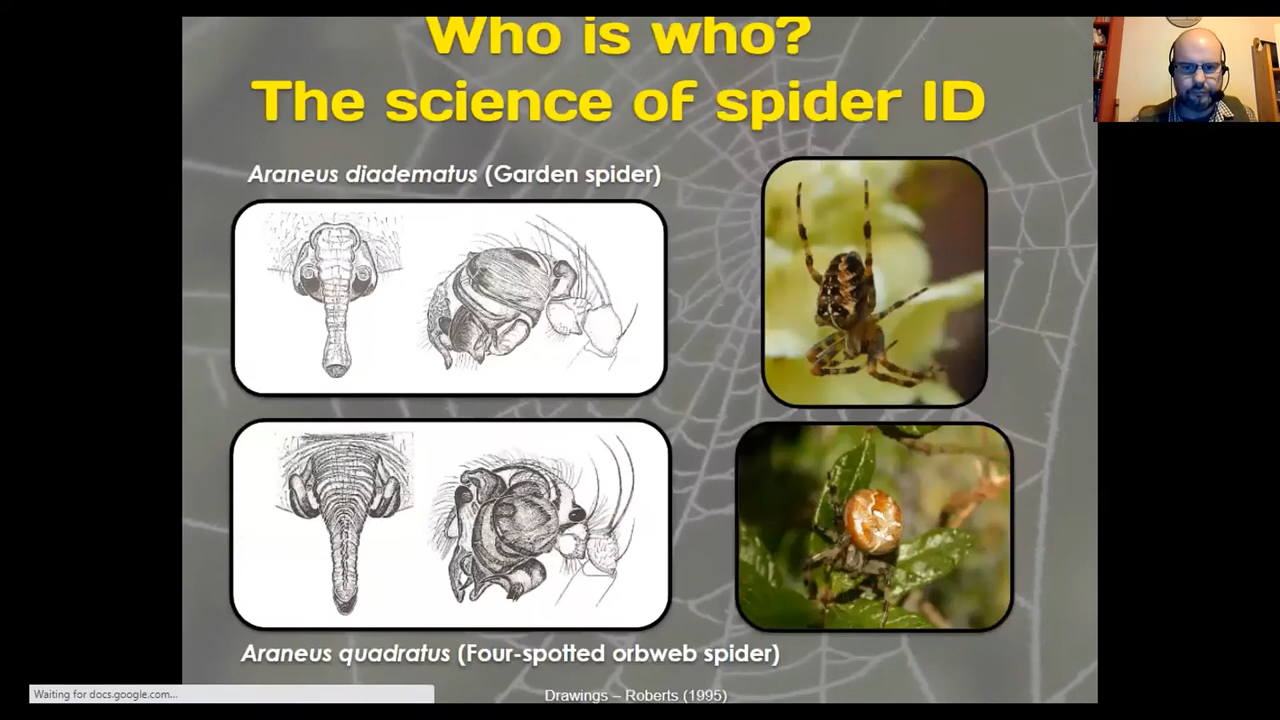 Who is who?
The science of spider ID
Araneus diadematus (Garden spider)
Araneus quadratus (Four-spotted orbweb spider)
Drawings – Roberts (1995)
Waiting for docs.google.com...